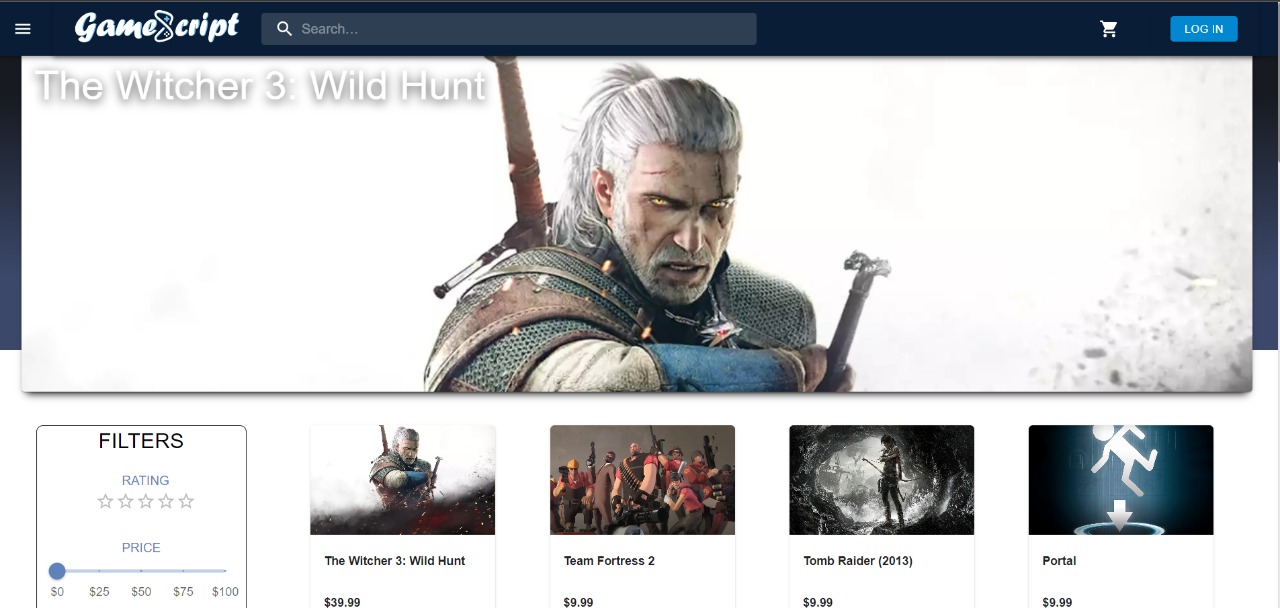 GameScript
Search...
LOG IN
The Witcher 3: Wild Hunt
FILTERS
RATING
PRICE
$0 $25 $50 $75 $100
The Witcher 3: Wild Hunt
$39.99
Team Fortress 2
$9.99
Tomb Raider (2013)
$9.99
Portal
$9.99